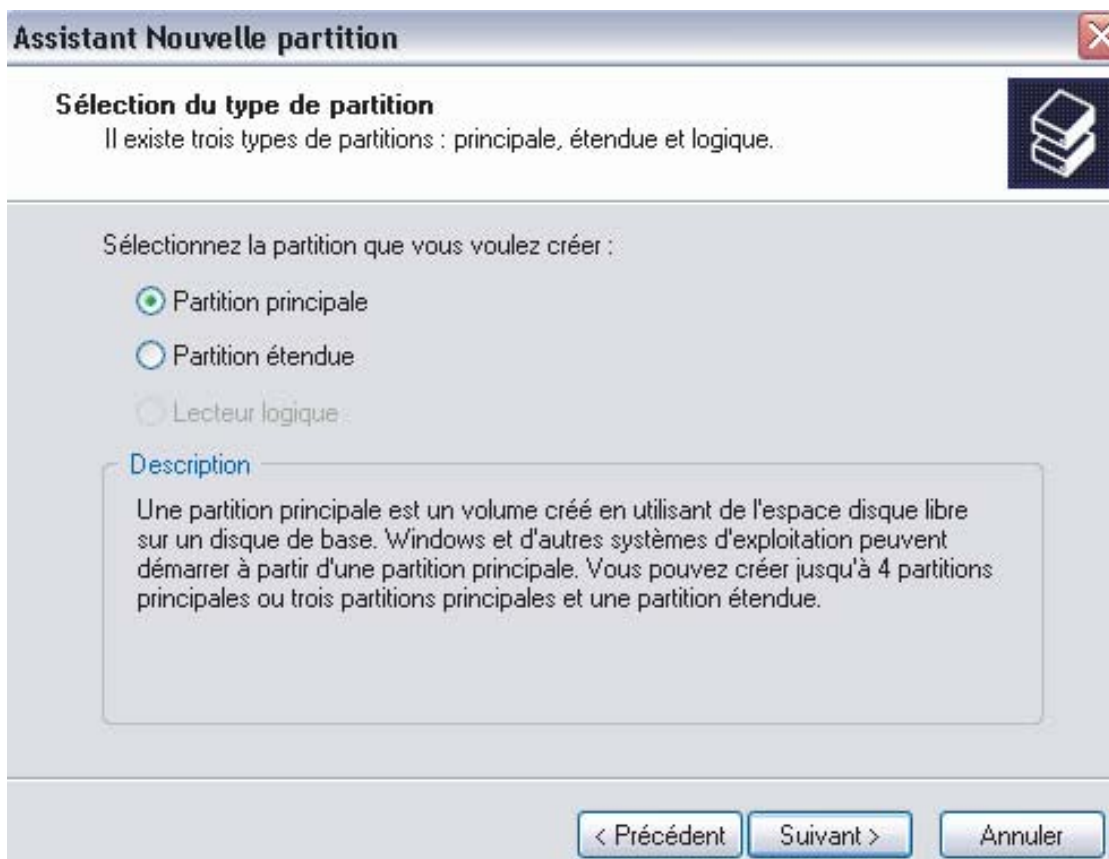 Assistant Nouvelle partition
Sélection du type de partition
Il existe trois types de partitions : principale, étendue et logique.
Sélectionnez la partition que vous voulez créer :
Partition principale
Partition étendue
Lecteur logique
Description
Une partition principale est un volume créé en utilisant de l'espace disque libre
sur un disque de base. Windows et d'autres systèmes d'exploitation peuvent
démarrer à partir d'une partition principale. Vous pouvez créer jusqu'à 4 partitions
principales ou trois partitions principales et une partition étendue.
< Précédent
Suivant >
Annuler